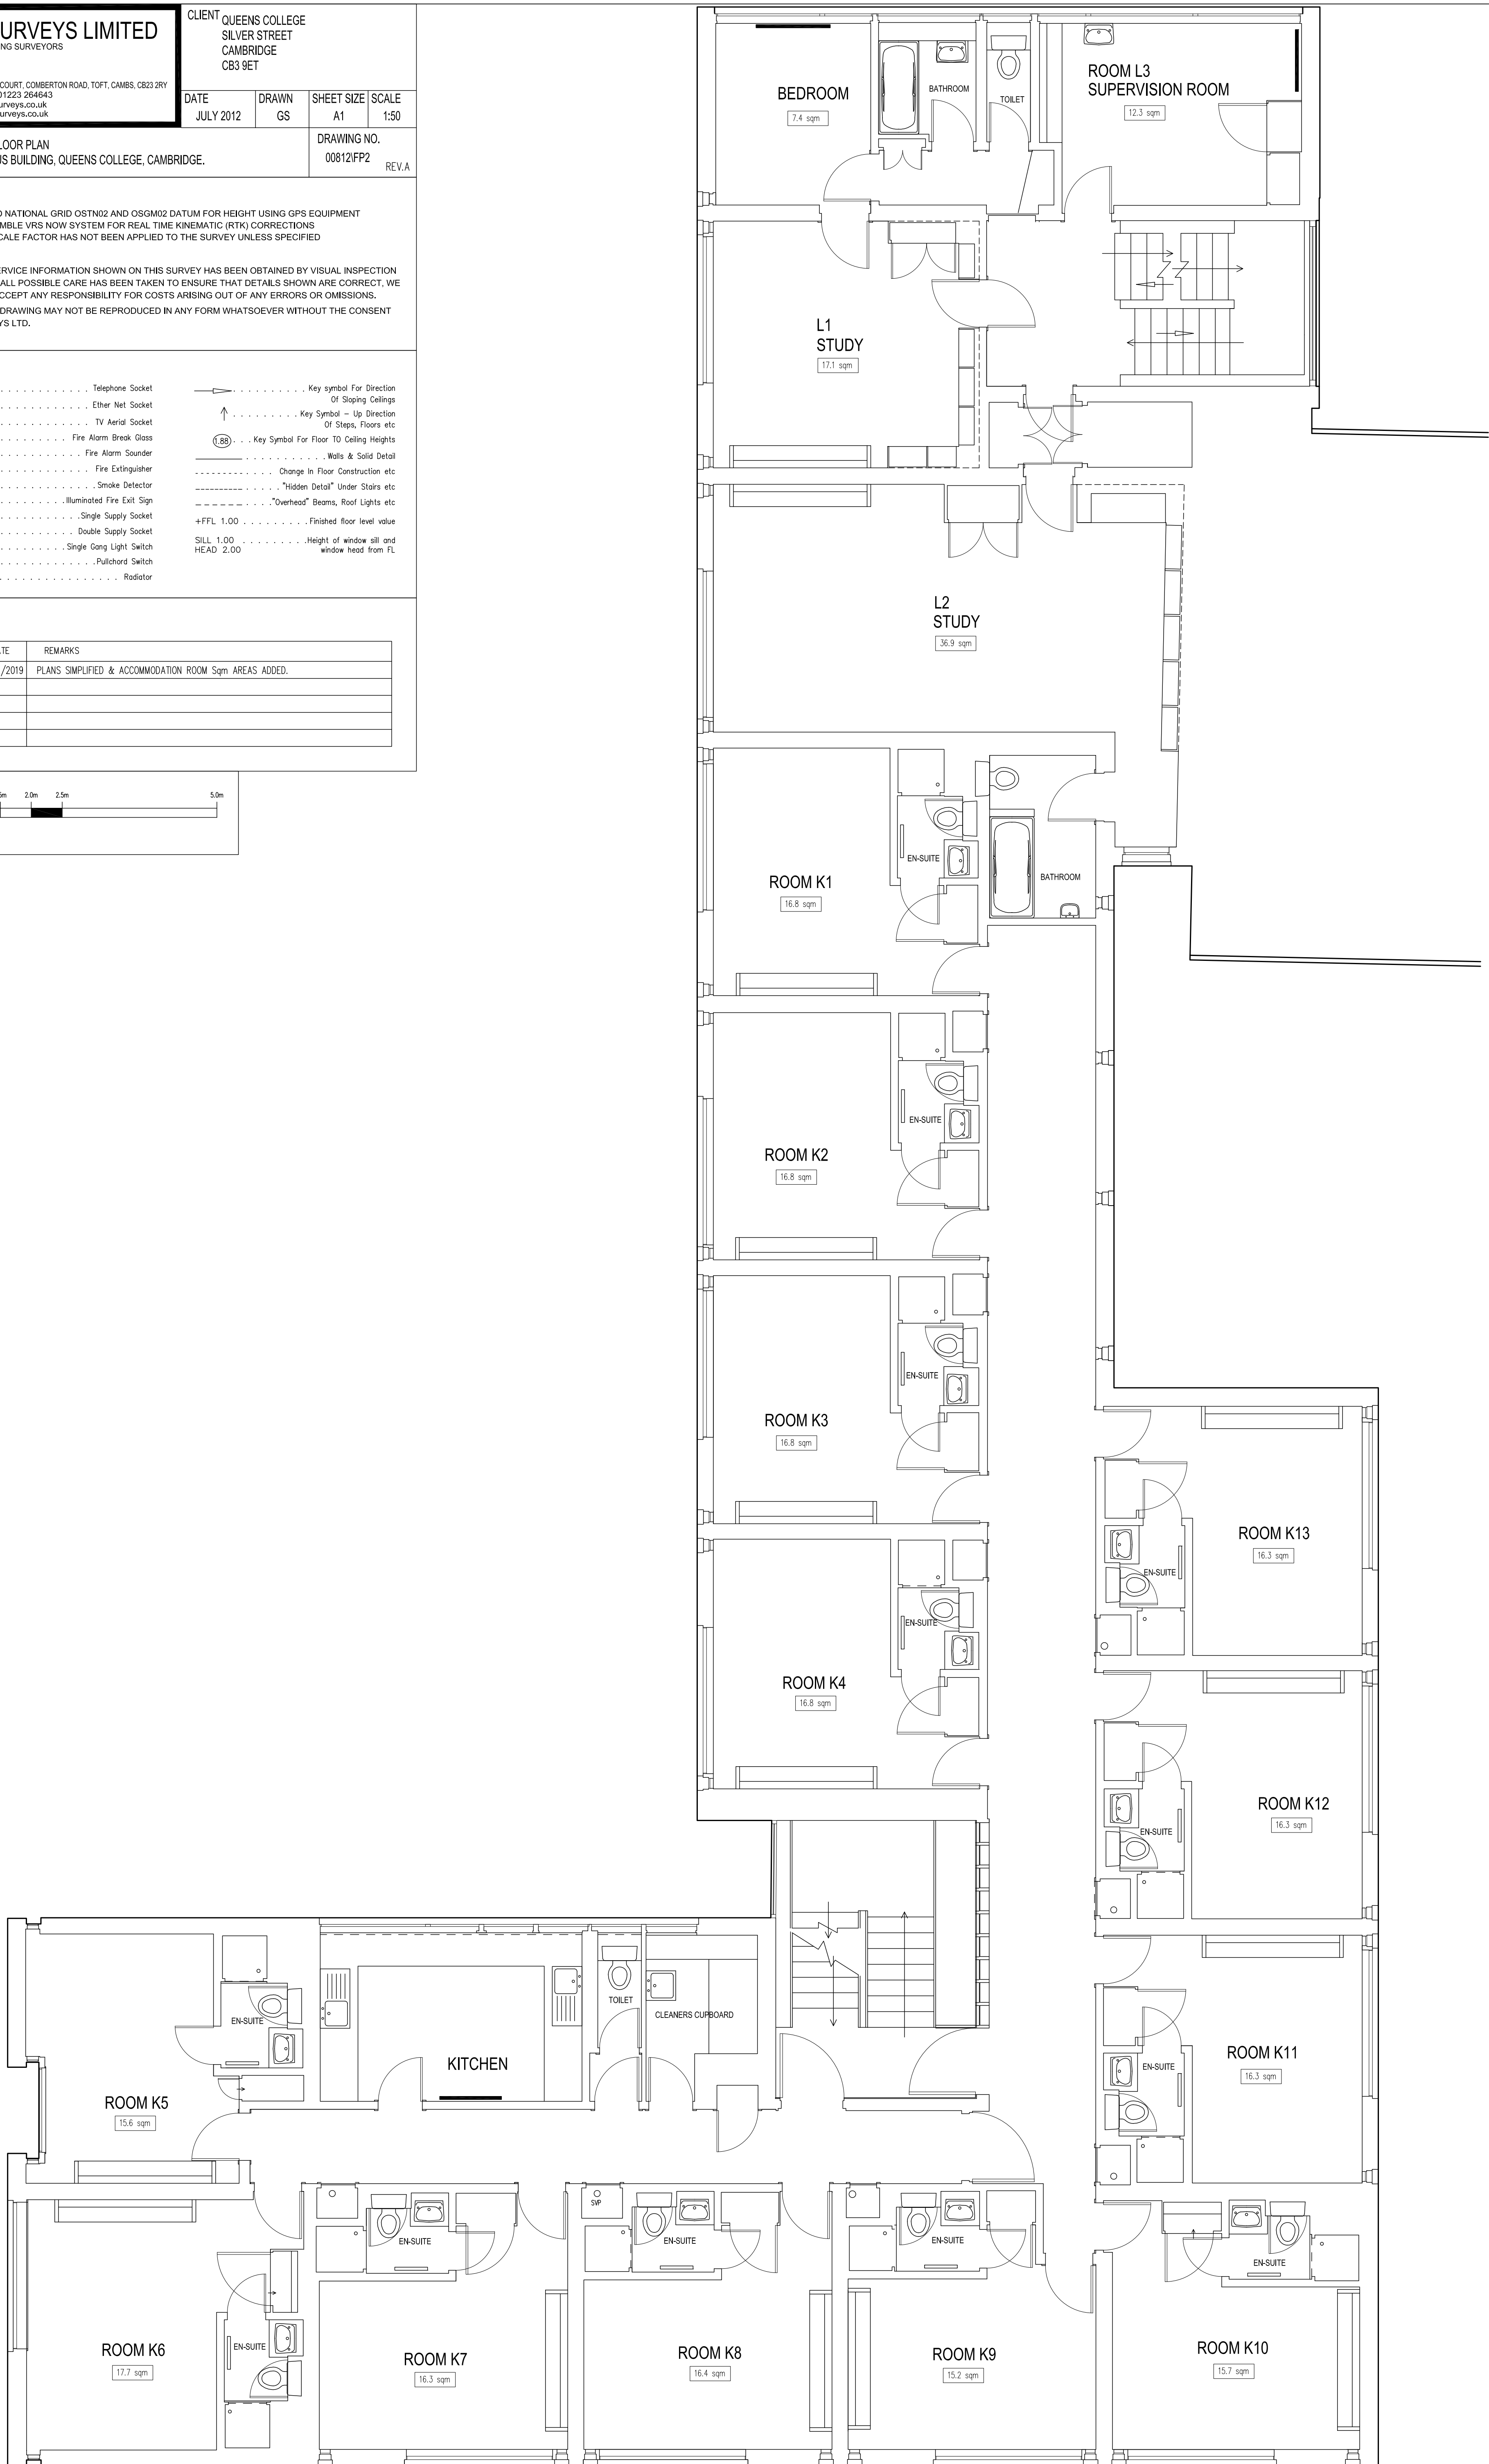 URVEYS LIMITED
NG SURVEYORS
COURT, COMBERTON ROAD, TOFT, CAMBS, CB23 2RY
01223 264643
urveys.co.uk
urveys.co.uk
CLIENT
QUEENS COLLEGE
SILVER STREET
CAMBRIDGE
CB3 9ET
DATE
JULY 2012
DRAWN
GS
SHEET SIZE
A1
SCALE
1:50
LOOR PLAN
US BUILDING, QUEENS COLLEGE, CAMBRIDGE.
DRAWING NO.
00812\FP2
REV.A
O NATIONAL GRID OSTN02 AND OSGM02 DATUM FOR HEIGHT USING GPS EQUIPMENT
MBLE VRS NOW SYSTEM FOR REAL TIME KINEMATIC (RTK) CORRECTIONS
CALE FACTOR HAS NOT BEEN APPLIED TO THE SURVEY UNLESS SPECIFIED
ERVICE INFORMATION SHOWN ON THIS SURVEY HAS BEEN OBTAINED BY VISUAL INSPECTION
ALL POSSIBLE CARE HAS BEEN TAKEN TO ENSURE THAT DETAILS SHOWN ARE CORRECT, WE
CCEPT ANY RESPONSIBILITY FOR COSTS ARISING OUT OF ANY ERRORS OR OMISSIONS.
DRAWING MAY NOT BE REPRODUCED IN ANY FORM WHATSOEVER WITHOUT THE CONSENT
YS LTD.
Telephone Socket
Ether Net Socket
TV Aerial Socket
Fire Alarm Break Glass
Fire Alarm Sounder
Fire Extinguisher
Smoke Detector
Illuminated Fire Exit Sign
Single Supply Socket
Double Supply Socket
Single Gang Light Switch
Pullchord Switch
Radiator
Key symbol For Direction
Of Sloping Ceilings
Key Symbol - Up Direction
Of Steps, Floors etc
1.88 Key Symbol For Floor TO Ceiling Heights
Walls & Solid Detail
Change In Floor Construction etc
"Hidden Detail" Under Stairs etc
"Overhead" Beams, Roof Lights etc
+FFL 1.00 Finished floor level value
SILL 1.00 Height of window sill and
HEAD 2.00 window head from FL
TE REMARKS
/2019 PLANS SIMPLIFIED & ACCOMMODATION ROOM Sqm AREAS ADDED.
5m 2.0m 2.5m 5.0m
BEDROOM
7.4 sqm
BATHROOM
TOILET
ROOM L3
SUPERVISION ROOM
12.3 sqm
L1
STUDY
17.1 sqm
L2
STUDY
36.9 sqm
ROOM K1
16.8 sqm
EN-SUITE
BATHROOM
ROOM K2
16.8 sqm
EN-SUITE
ROOM K3
16.8 sqm
EN-SUITE
ROOM K4
16.8 sqm
EN-SUITE
ROOM K13
16.3 sqm
EN-SUITE
ROOM K12
16.3 sqm
EN-SUITE
ROOM K11
16.3 sqm
EN-SUITE
ROOM K5
15.6 sqm
EN-SUITE
KITCHEN
TOILET
CLEANERS CUPBOARD
ROOM K6
17.7 sqm
EN-SUITE
ROOM K7
16.3 sqm
EN-SUITE
SVP
ROOM K8
16.4 sqm
EN-SUITE
ROOM K9
15.2 sqm
EN-SUITE
ROOM K10
15.7 sqm
EN-SUITE